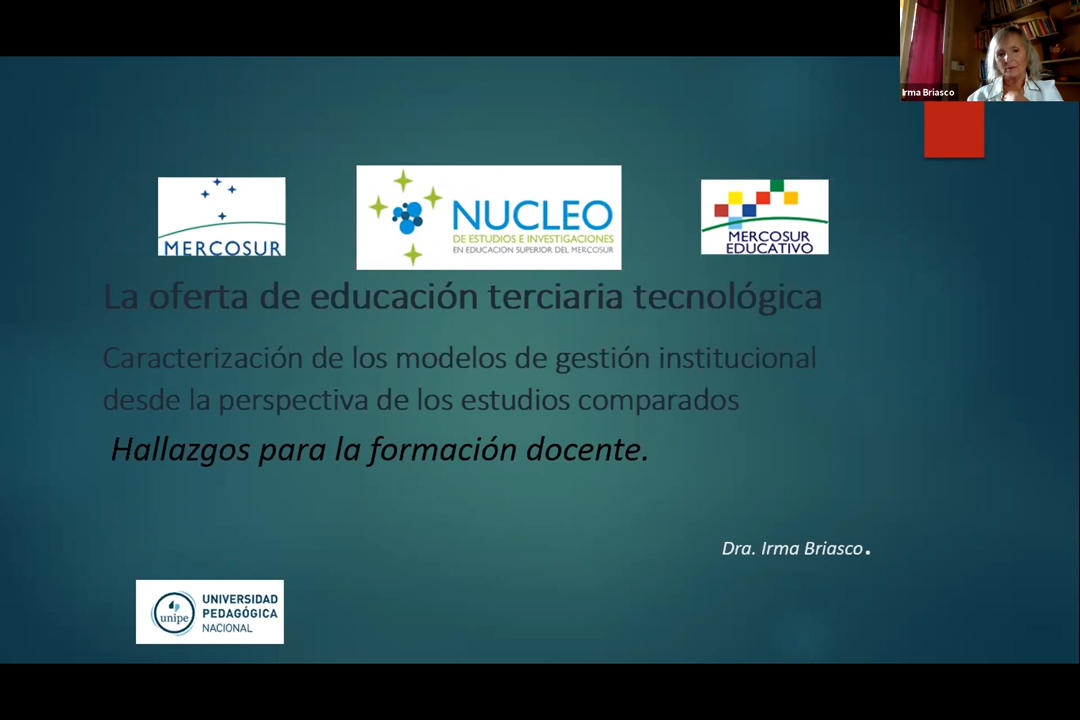 Irma Briasco
MERCOSUR
NUCLEO
DE ESTUDIOS E INVESTIGACIONES
EN EDUCACION SUPERIOR DEL MERCOSUR
MERCOSUR
EDUCATIVO
La oferta de educación terciaria tecnológica
Caracterización de los modelos de gestión institucional
desde la perspectiva de los estudios comparados
Hallazgos para la formación docente.
Dra. Irma Briasco.
unipe
UNIVERSIDAD
PEDAGÓGICA
NACIONAL